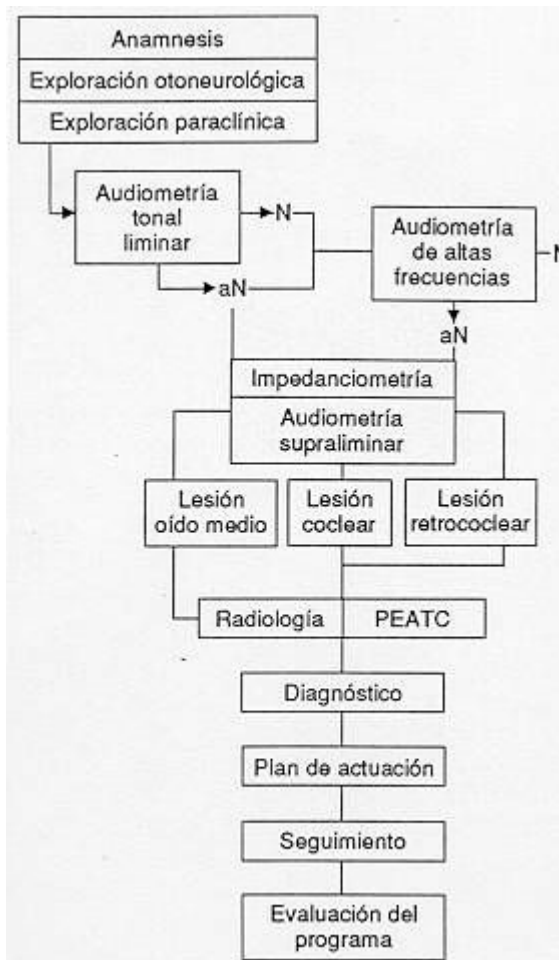 Anamnesis
Exploración otoneurológica
Exploración paraclínica
Audiometría
tonal
liminar
N
aN
Audiometría
de altas
frecuencias
N
aN
Impedanciometría
Audiometría
supraliminar
Lesión
oído medio
Lesión
coclear
Lesión
retrococlear
Radiología
PEATC
Diagnóstico
Plan de actuación
Seguimiento
Evaluación del
programa